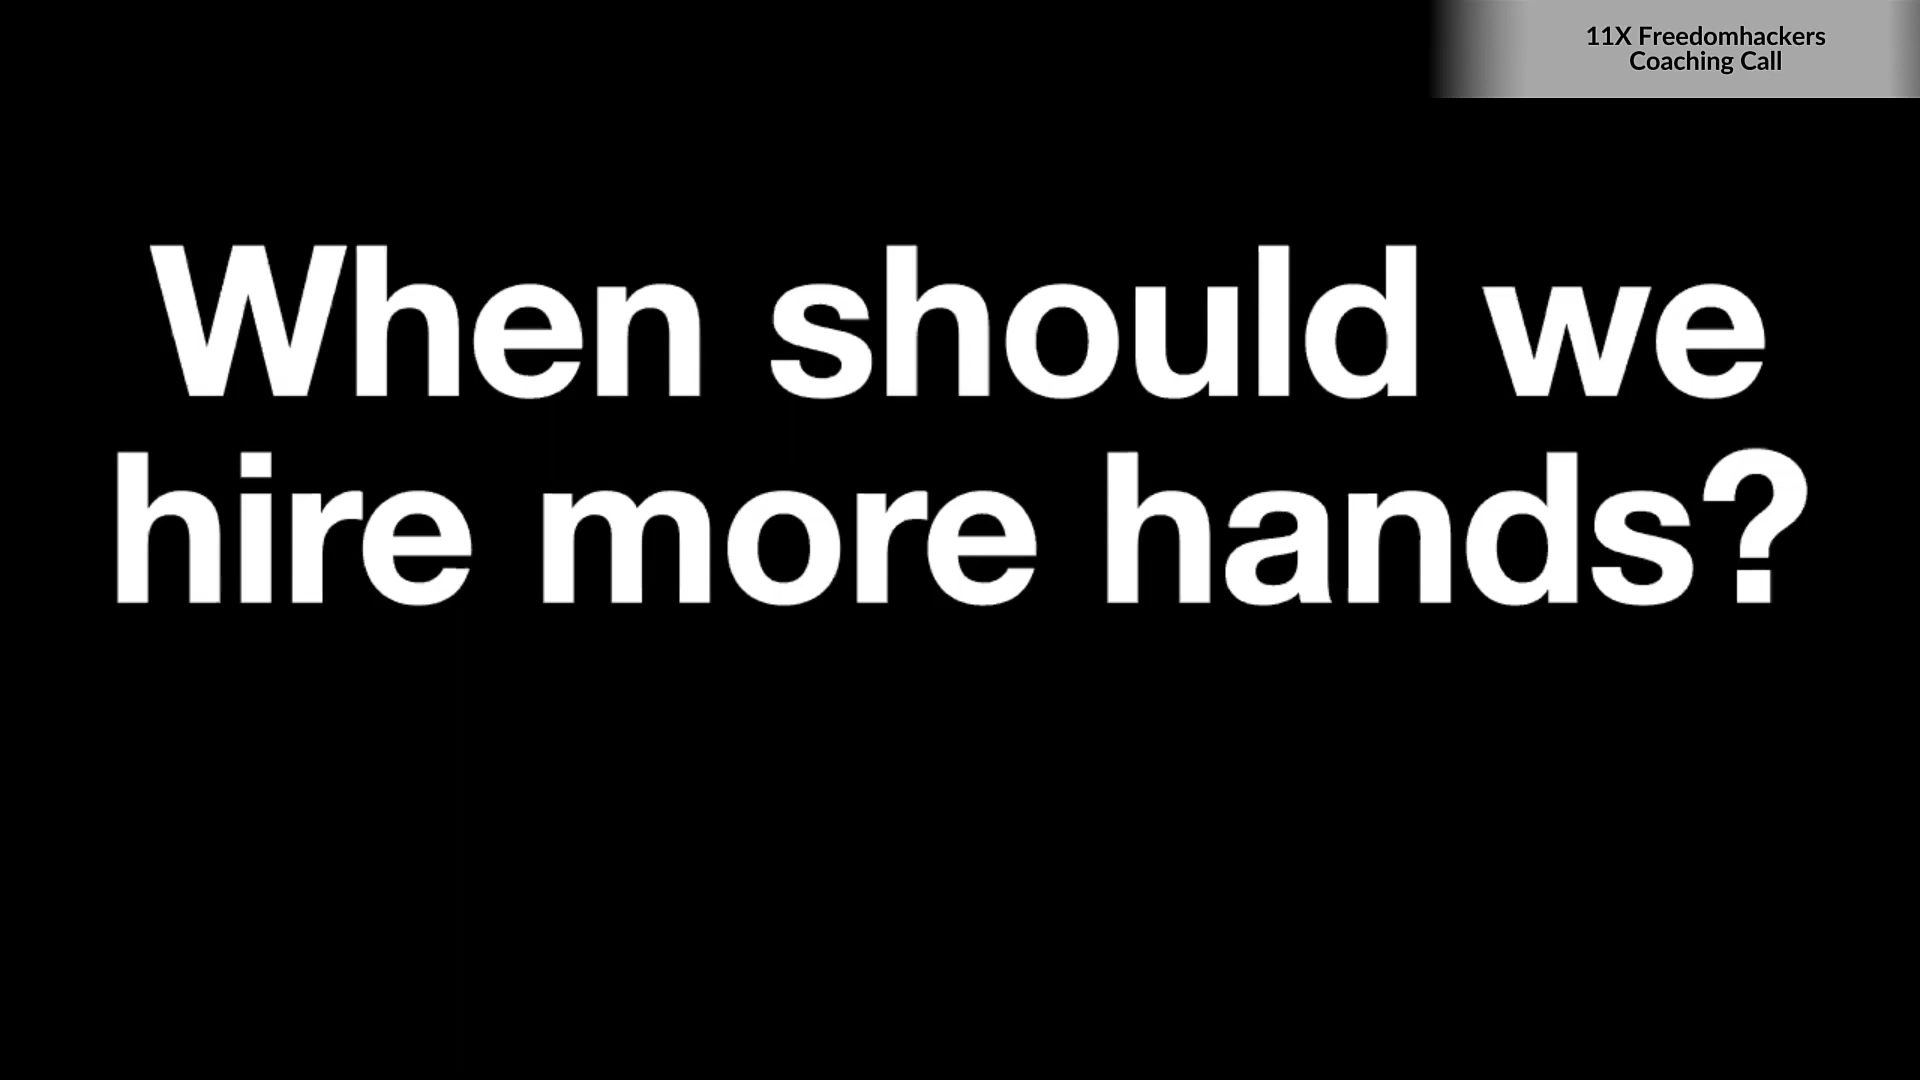 11X Freedomhackers
Coaching Call
When should we
hire more hands?